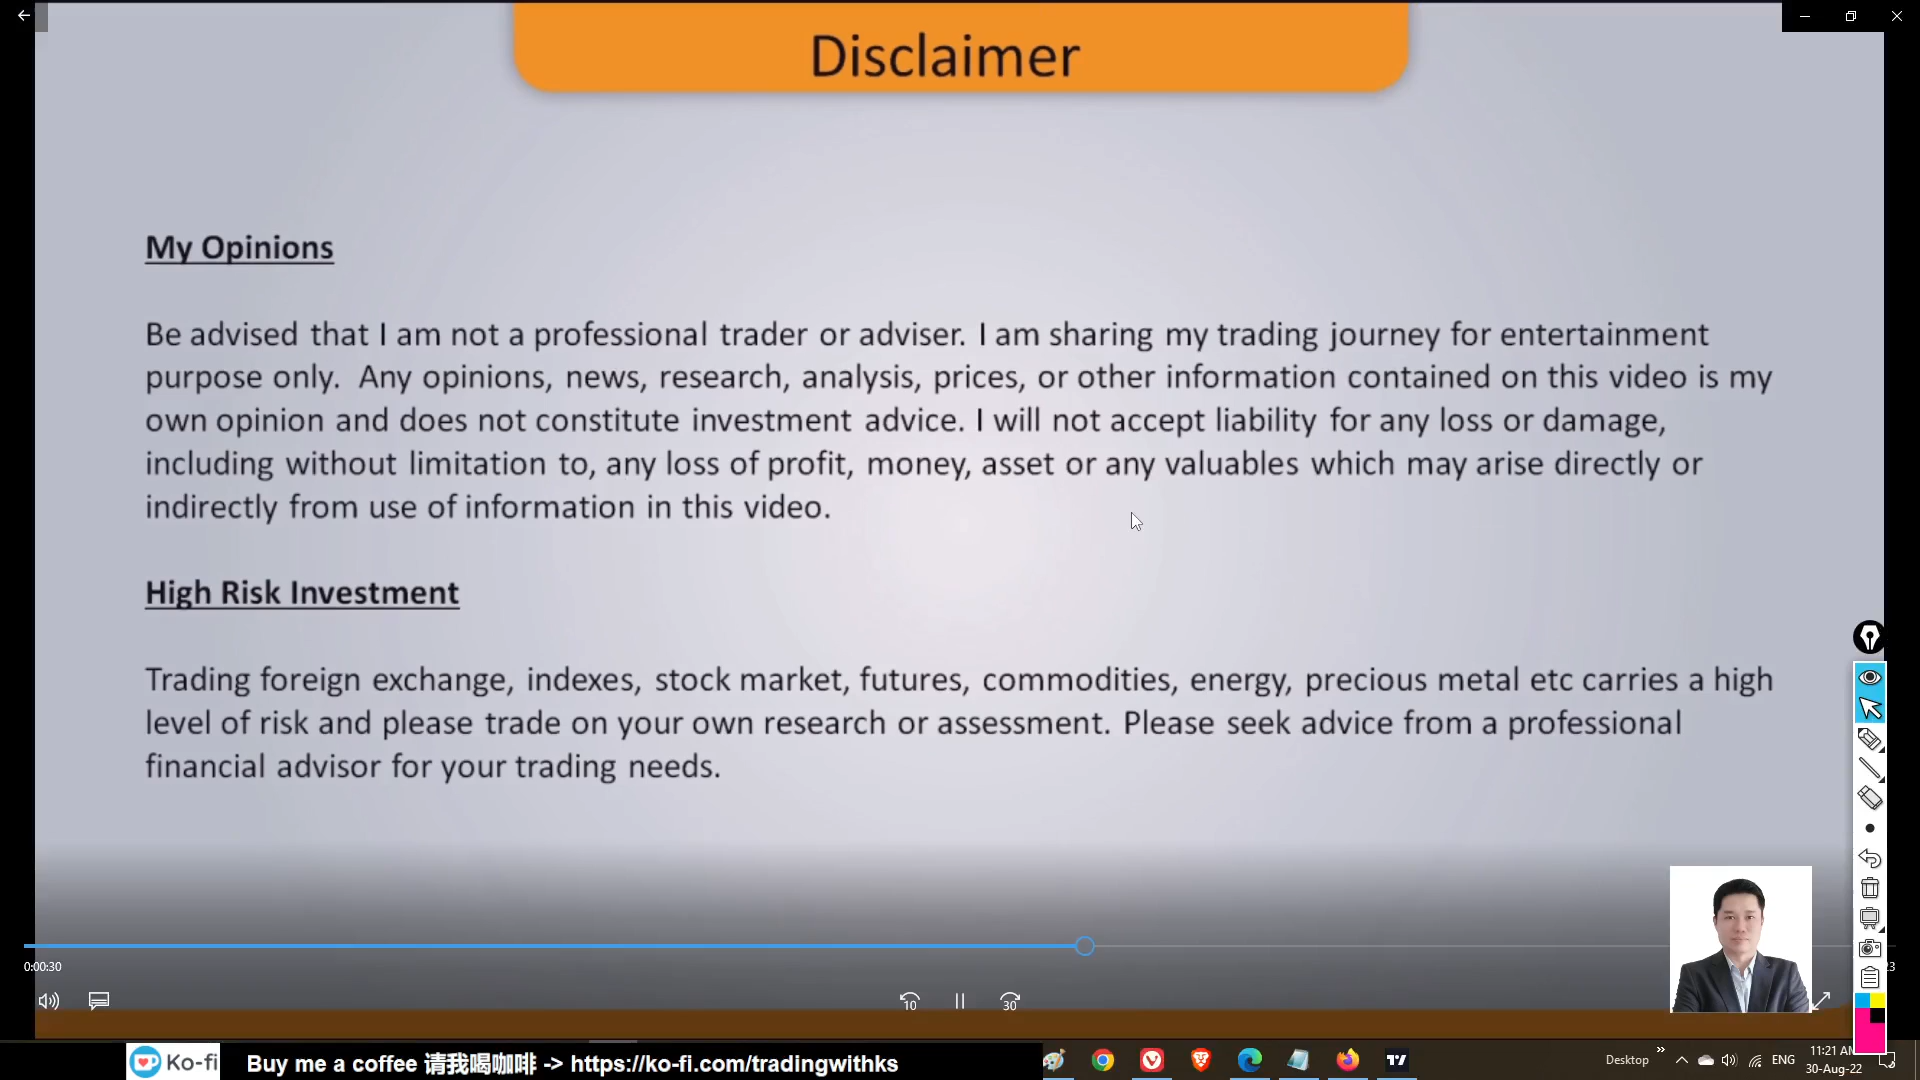 Disclaimer
My Opinions
Be advised that I am not a professional trader or adviser. I am sharing my trading journey for entertainment
purpose only. Any opinions, news, research, analysis, prices, or other information contained on this video is my
own opinion and does not constitute investment advice. I will not accept liability for any loss or damage,
including without limitation to, any loss of profit, money, asset or any valuables which may arise directly or
indirectly from use of information in this video.
High Risk Investment
Trading foreign exchange, indexes, stock market, futures, commodities, energy, precious metal etc carries a high
level of risk and please trade on your own research or assessment. Please seek advice from a professional
financial advisor for your trading needs.
0:00:30
23
10
30
Ko-fi
Buy me a coffee 请我喝咖啡 -> https://ko-fi.com/tradingwithks
Desktop
ENG
11:21 AM
30-Aug-22